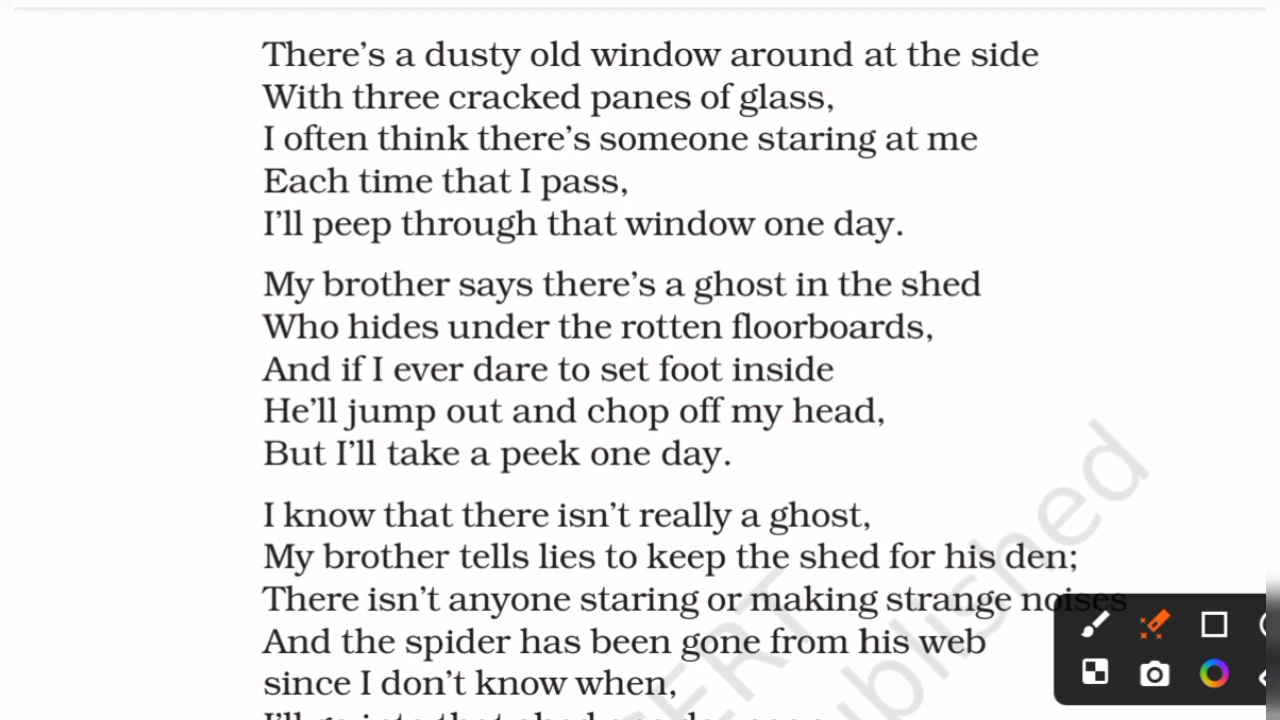 There's a dusty old window around at the side
With three cracked panes of glass,
I often think there's someone staring at me
Each time that I pass,
I'll peep through that window one day.
My brother says there's a ghost in the shed
Who hides under the rotten floorboards,
And if I ever dare to set foot inside
He'll jump out and chop off my head,
But I'll take a peek one day.
I know that there isn't really a ghost,
My brother tells lies to keep the shed for his den;
There isn't anyone staring or making strange noises
And the spider has been gone from his web
since I don't know when,